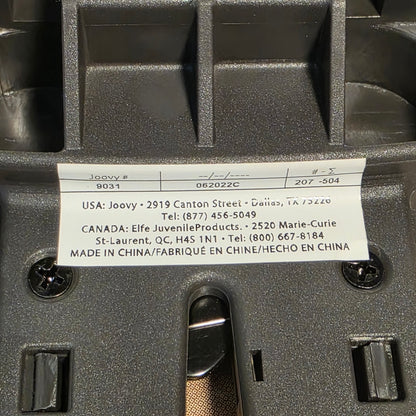 Joovy # --/--/---- # - Σ
9031 062022C 207 -504
USA: Joovy • 2919 Canton Street • Dallas, TX 75226
Tel: (877) 456-5049
CANADA: Elfe JuvenileProducts. • 2520 Marie-Curie
St-Laurent, QC, H4S 1N1 • Tel: (800) 667-8184
MADE IN CHINA/FABRIQUÉ EN CHINE/HECHO EN CHINA